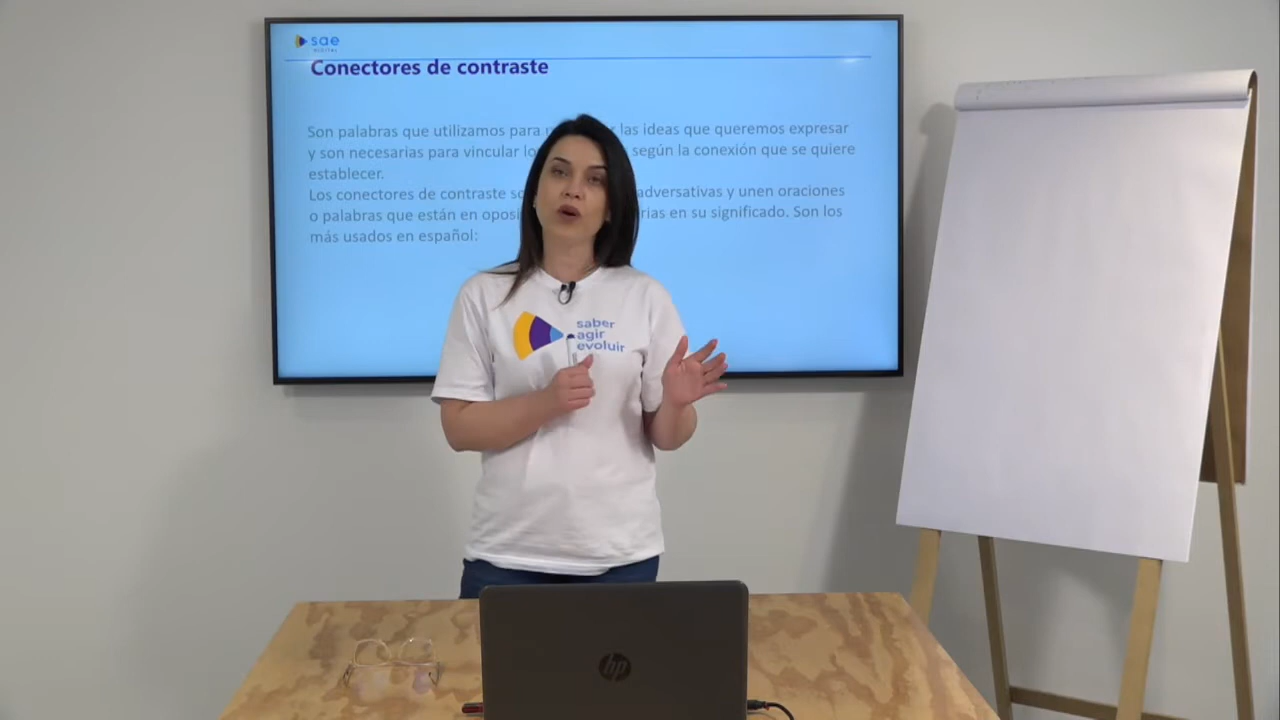 sae
DIGITAL
Conectores de contraste
Son palabras que utilizamos para las ideas que queremos expresar
y son necesarias para vincular según la conexión que se quiere
establecer.
Los conectores de contraste adversativas y unen oraciones
o palabras que están en en su significado. Son los
más usados en español:
saber
agir
evoluir
hp